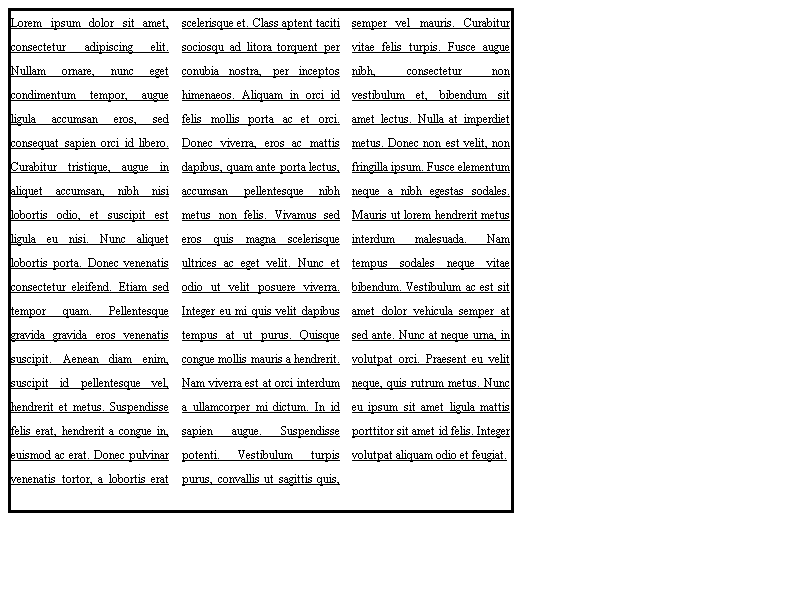 Lorem ipsum dolor sit amet,
consectetur adipiscing elit.
Nullam ornare, nunc eget
condimentum tempor, augue
ligula accumsan eros, sed
consequat sapien orci id libero.
Curabitur tristique, augue in
aliquet accumsan, nibh nisi
lobortis odio, et suscipit est
ligula eu nisi. Nunc aliquet
lobortis porta. Donec venenatis
consectetur eleifend. Etiam sed
tempor quam. Pellentesque
gravida gravida eros venenatis
suscipit. Aenean diam enim,
suscipit id pellentesque vel,
hendrerit et metus. Suspendisse
felis erat, hendrerit a congue in,
euismod ac erat. Donec pulvinar
venenatis tortor, a lobortis erat
scelerisque et. Class aptent taciti
sociosqu ad litora torquent per
conubia nostra, per inceptos
himenaeos. Aliquam in orci id
felis mollis porta ac et orci.
Donec viverra, eros ac mattis
dapibus, quam ante porta lectus,
accumsan pellentesque nibh
metus non felis. Vivamus sed
eros quis magna scelerisque
ultrices ac eget velit. Nunc et
odio ut velit posuere viverra.
Integer eu mi quis velit dapibus
tempus at ut purus. Quisque
congue mollis mauris a hendrerit.
Nam viverra est at orci interdum
a ullamcorper mi dictum. In id
sapien augue. Suspendisse
potenti. Vestibulum turpis
purus, convallis ut sagittis quis,
semper vel mauris. Curabitur
vitae felis turpis. Fusce augue
nibh, consectetur non
vestibulum et, bibendum sit
amet lectus. Nulla at imperdiet
metus. Donec non est velit, non
fringilla ipsum. Fusce elementum
neque a nibh egestas sodales.
Mauris ut lorem hendrerit metus
interdum malesuada. Nam
tempus sodales neque vitae
bibendum. Vestibulum ac est sit
amet dolor vehicula semper at
sed ante. Nunc at neque urna, in
volutpat orci. Praesent eu velit
neque, quis rutrum metus. Nunc
eu ipsum sit amet ligula mattis
porttitor sit amet id felis. Integer
volutpat aliquam odio et feugiat.